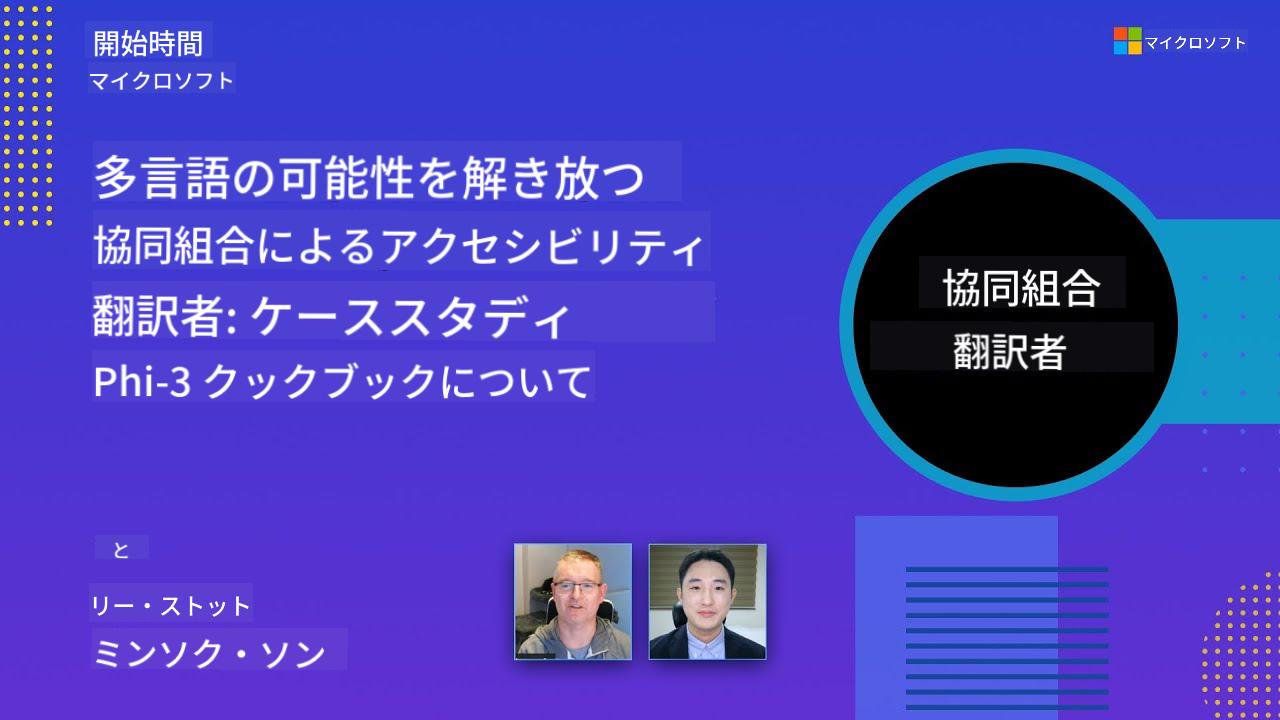 開始時間
マイクロソフト
マイクロソフト
多言語の可能性を解き放つ
協同組合によるアクセシビリティ
翻訳者: ケーススタディ
Phi-3 クックブックについて
協同組合
翻訳者
と
リー・ストット
ミンソク・ソン